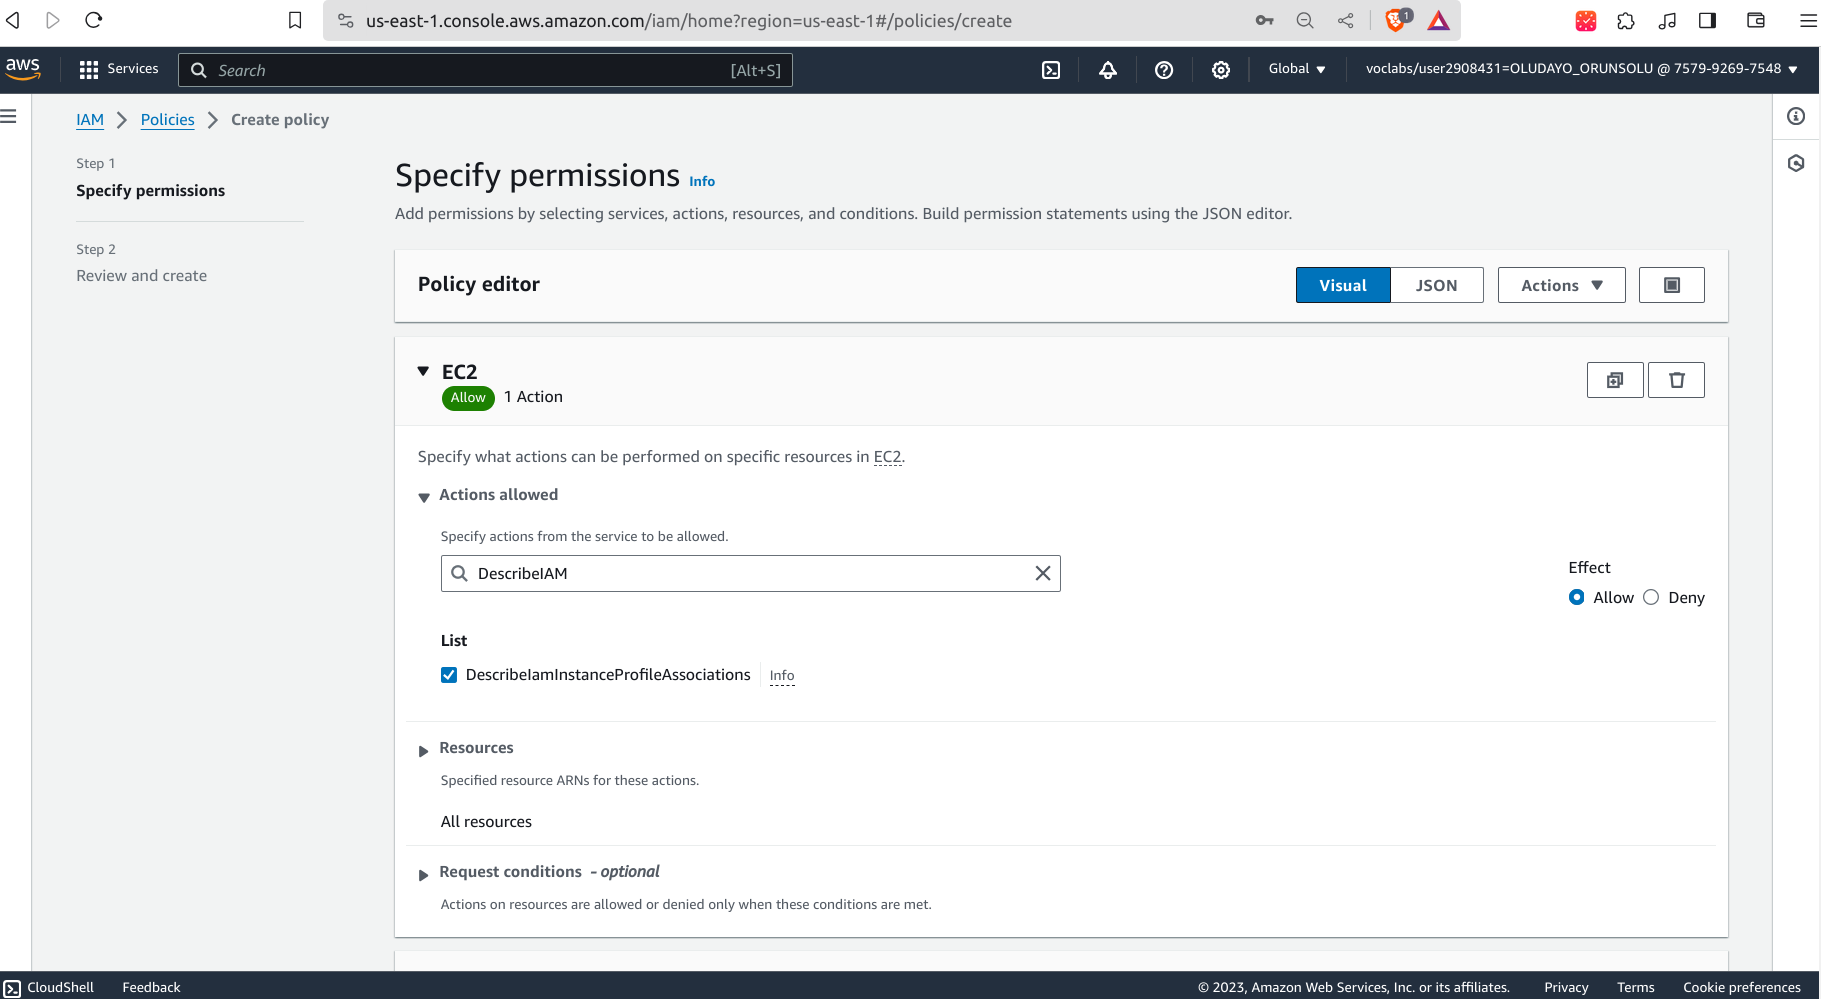 us-east-1.console.aws.amazon.com/iam/home?region=us-east-1#/policies/create
1
aws
Services
Search
[Alt+S]
Global
voclabs/user2908431=OLUDAYO_ORUNSOLU @ 7579-9269-7548
IAM
Policies
Create policy
Step 1
Specify permissions
Step 2
Review and create
Specify permissions Info
Add permissions by selecting services, actions, resources, and conditions. Build permission statements using the JSON editor.
Policy editor
Visual
JSON
Actions
EC2
Allow 1 Action
Specify what actions can be performed on specific resources in EC2.
Actions allowed
Specify actions from the service to be allowed.
DescribeIAM
Effect
Allow
Deny
List
DescribeIamInstanceProfileAssociations
Info
Resources
Specified resource ARNs for these actions.
All resources
Request conditions - optional
Actions on resources are allowed or denied only when these conditions are met.
CloudShell
Feedback
© 2023, Amazon Web Services, Inc. or its affiliates.
Privacy
Terms
Cookie preferences